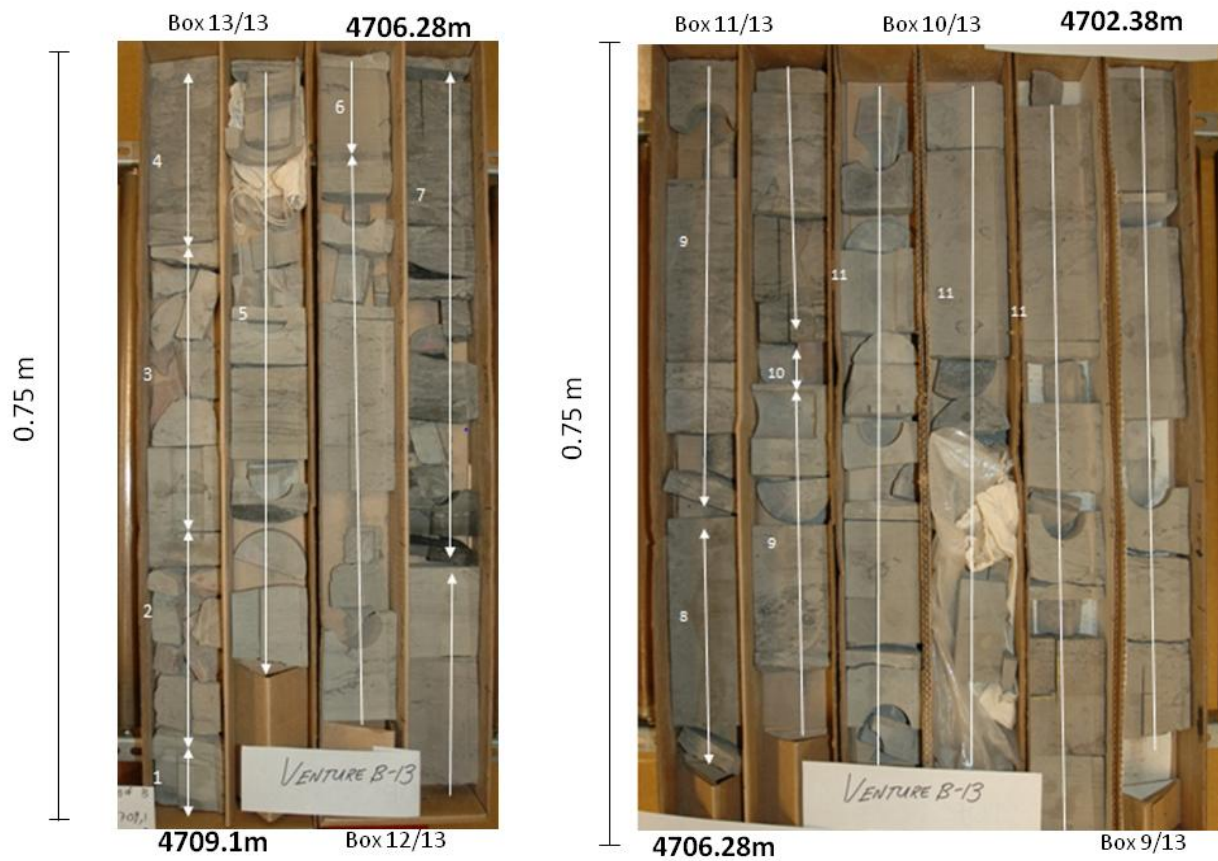 Box 13/13
4706.28m
0.75 m
6
4
7
5
3
2
1
VENTURE B-13
4709.1m
Box 12/13
Box 11/13
Box 10/13
4702.38m
0.75 m
9
11
11
11
10
9
8
VENTURE B-13
4706.28m
Box 9/13